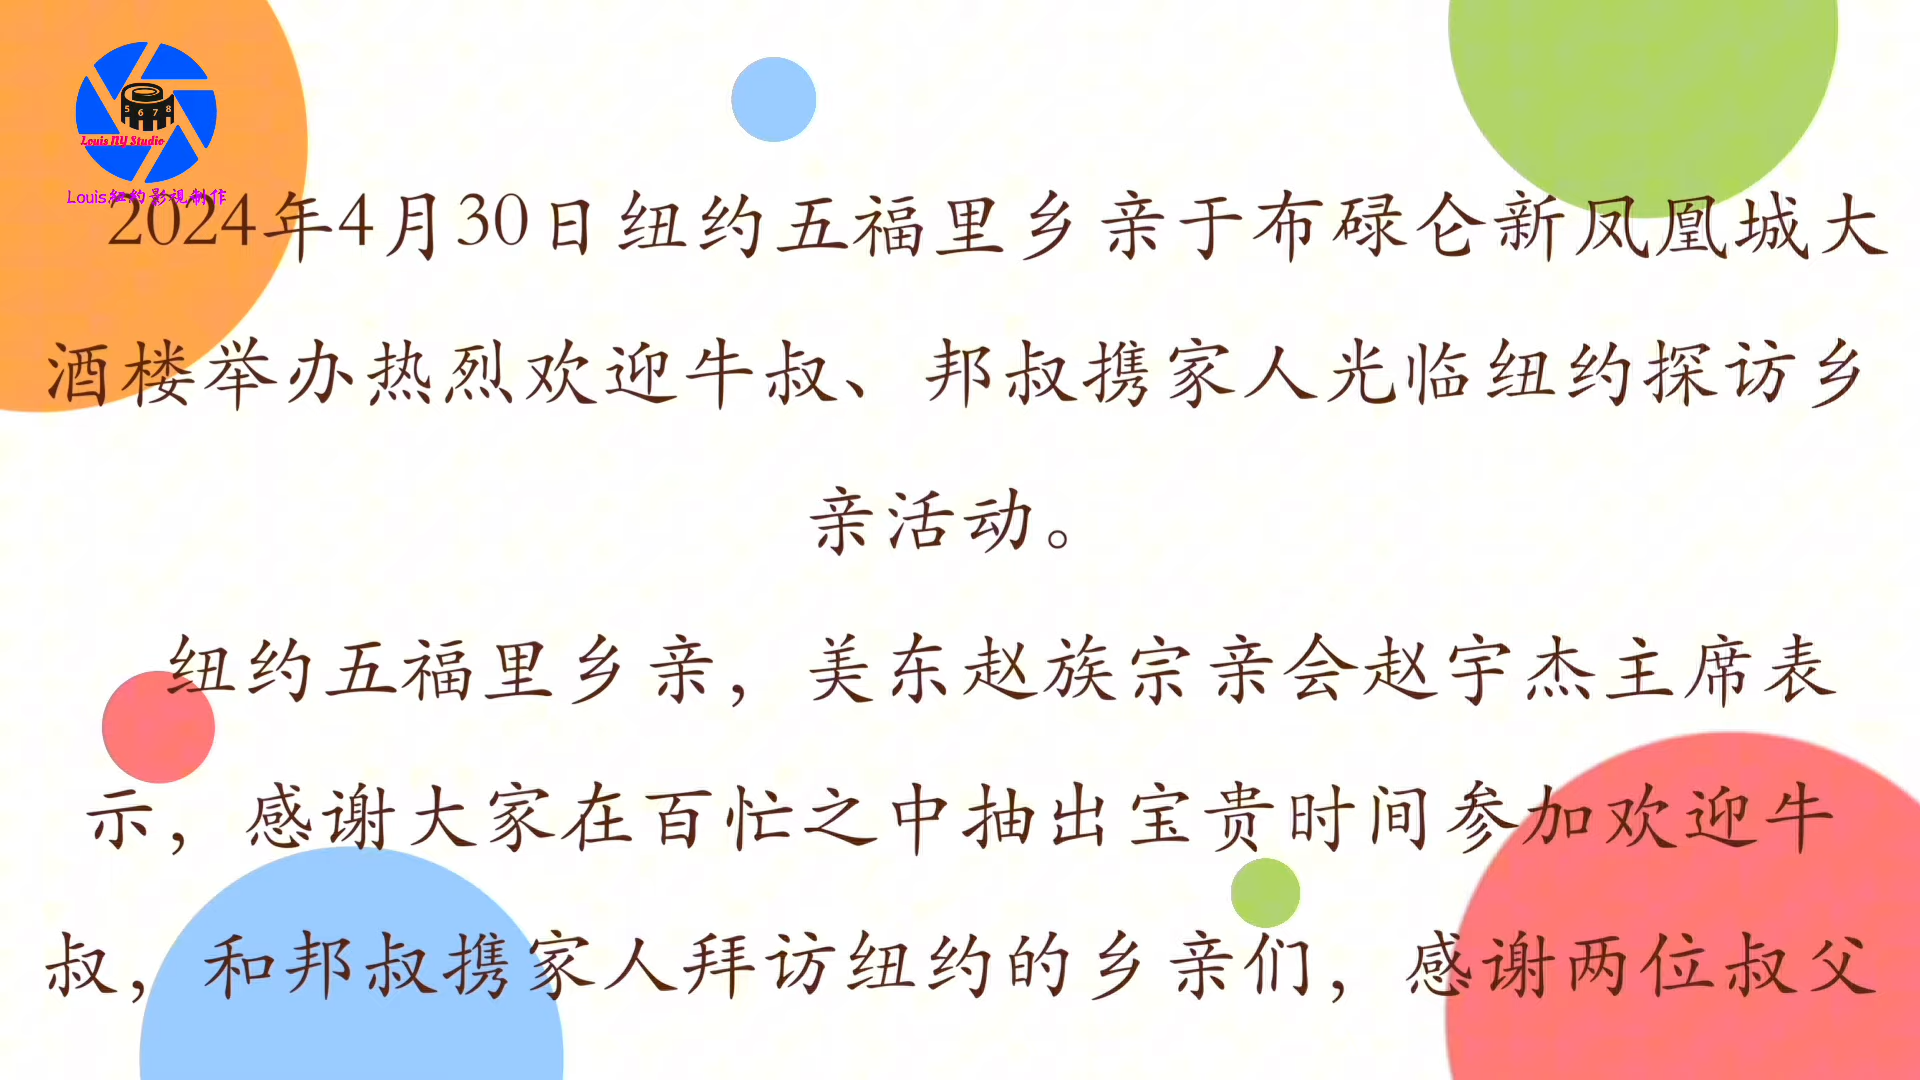 5 6 7 8
Louis NY Studio
Louis纽约影视制作
2024年4月30日纽约五福里乡亲于布碌仑新凤凰城大
酒楼举办热烈欢迎牛叔、邦叔携家人光临纽约探访乡
亲活动。
纽约五福里乡亲，美东赵族宗亲会赵宇杰主席表
示，感谢大家在百忙之中抽出宝贵时间参加欢迎牛
叔，和邦叔携家人拜访纽约的乡亲们，感谢两位叔父